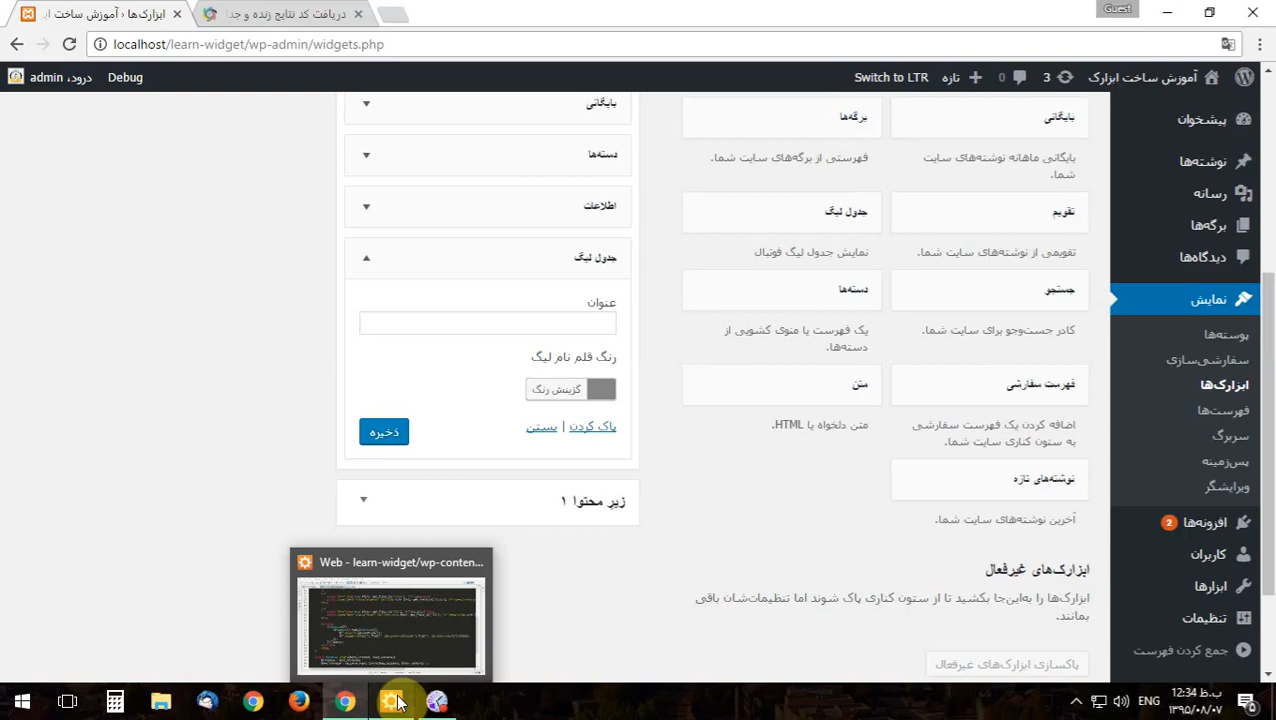 ابزارک‌ها ‹ آموزش ساخت ابز
دریافت کد نتایج زنده و جدا
Guest
localhost/learn-widget/wp-admin/widgets.php
آموزش ساخت ابزارک
3
0
تازه
Switch to LTR
Debug
درود، admin
پیشخوان
نوشته‌ها
رسانه
برگه‌ها
دیدگاه‌ها
نمایش
پوسته‌ها
سفارشی‌سازی
ابزارک‌ها
فهرست‌ها
سربرگ
پس‌زمینه
ویرایشگر
افزونه‌ها 2
کاربران
ابزارها
تنظیمات
جمع کردن فهرست
بایگانی
بایگانی ماهانه نوشته‌های سایت
شما.
برگه‌ها
فهرستی از برگه‌های سایت شما.
تقویم
تقویمی از نوشته‌های سایت شما.
جدول لیگ
نمایش جدول لیگ فوتبال
جستجو
کادر جست‌وجو برای سایت شما.
دسته‌ها
یک فهرست یا منوی کشویی از
دسته‌ها.
فهرست سفارشی
اضافه کردن یک فهرست سفارشی
به ستون کناری سایت شما.
متن
متن دلخواه یا HTML.
نوشته‌های تازه
آخرین نوشته‌های سایت شما.
ابزارک‌های غیرفعال
ابزارک‌ها را به‌این‌جا بکشید تا از ستون کناری پاک شوند. اما تنظیمات‌شان باقی
بمانند.
پاکسازی ابزارک‌های غیرفعال
بایگانی
دسته‌ها
اطلاعات
جدول لیگ
عنوان
رنگ قلم نام لیگ
گزینش رنگ
پاک کردن | بستن
ذخیره
زیر محتوا ۱
Web - learn-widget/wp-conten...
ENG
ب.ظ 12:34
۱۳۹۵/۰۸/۰۷